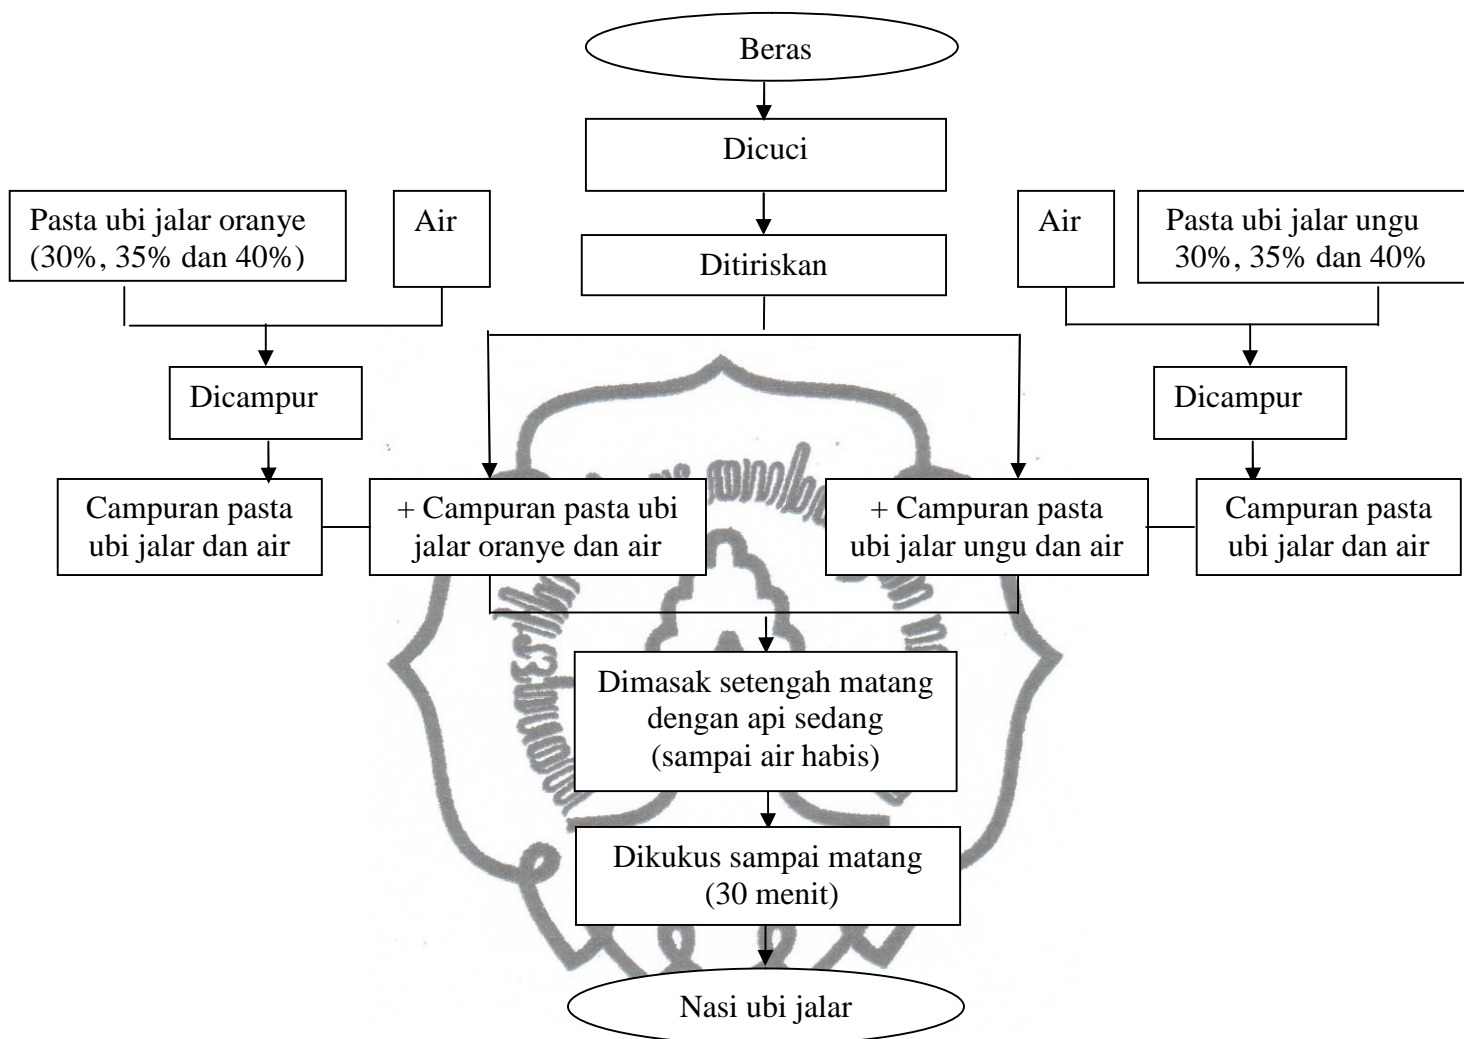 Beras
Dicuci
Pasta ubi jalar oranye
(30%, 35% dan 40%)
Air
Ditiriskan
Air
Pasta ubi jalar ungu
30%, 35% dan 40%
Dicampur
Dicampur
Campuran pasta
ubi jalar dan air
+ Campuran pasta ubi
jalar oranye dan air
+ Campuran pasta
ubi jalar ungu dan air
Campuran pasta
ubi jalar dan air
Dimasak setengah matang
dengan api sedang
(sampai air habis)
Dikukus sampai matang
(30 menit)
Nasi ubi jalar